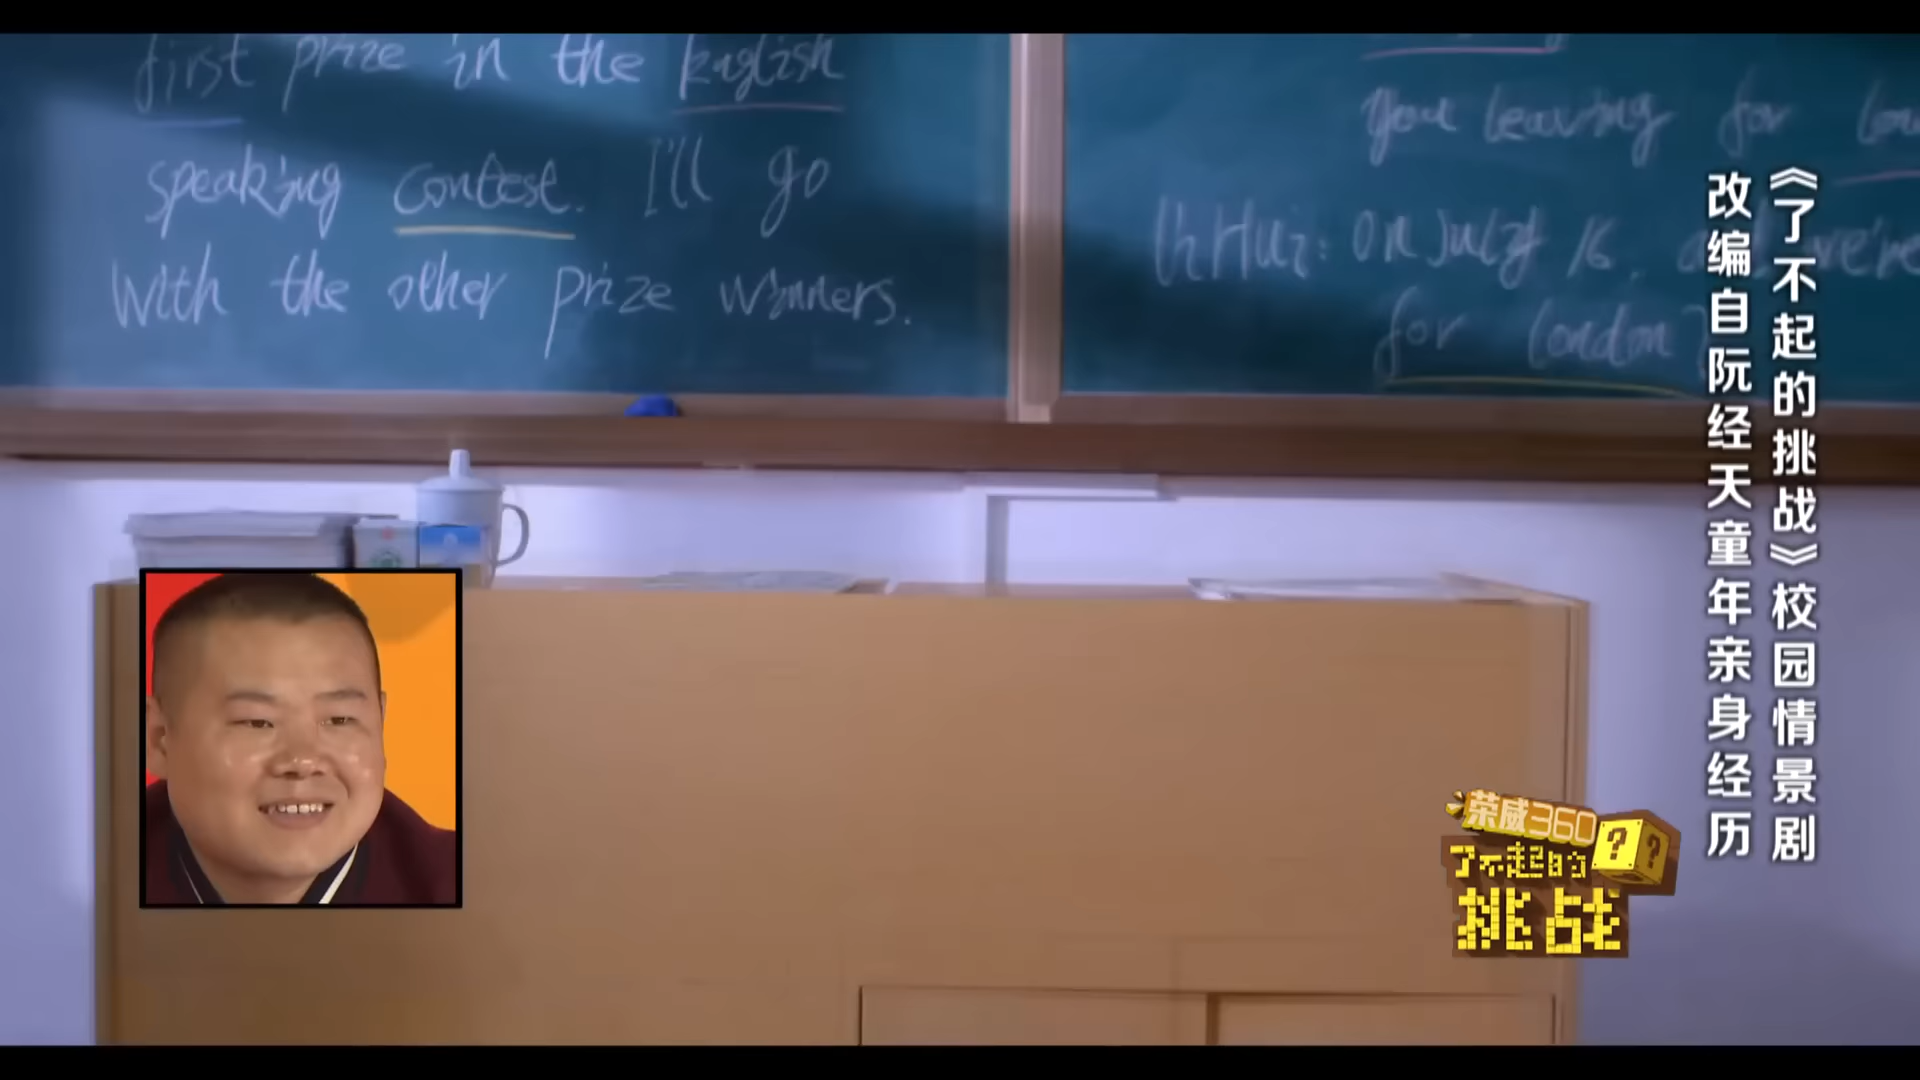 first prize in the English
speaking contest. I'll go
with the other prize winners.
you leaving for
HUi: On July 16.
for London?
《了不起的挑战》校园情景剧
改编自阮经天童年亲身经历
荣威360
了不起的
挑战